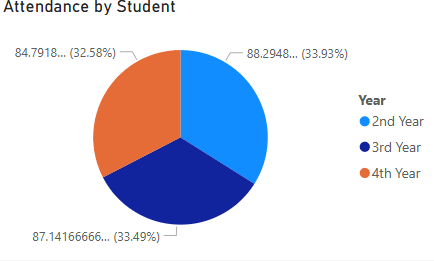 Attendance by Student
84.7918... (32.58%)
88.2948... (33.93%)
Year
2nd Year
3rd Year
4th Year
87.14166666... (33.49%)